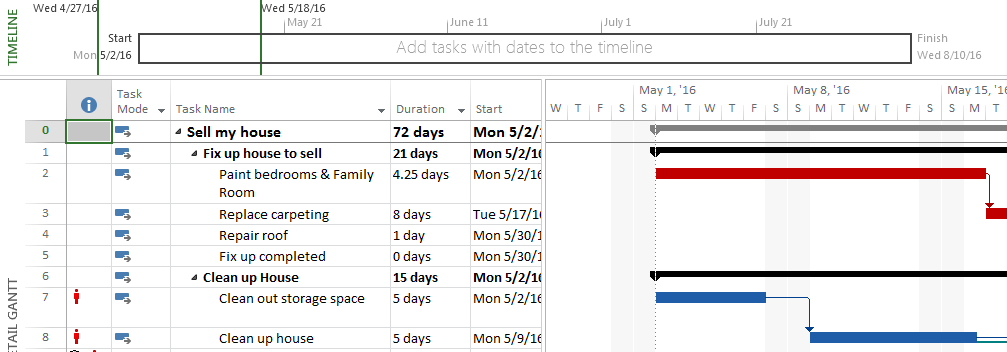 Wed 4/27/16 Wed 5/18/16
May 21 June 11 July 1 July 21
TIMELINE
Start Add tasks with dates to the timeline Finish
Mon 5/2/16 Wed 8/10/16
Task Mode Task Name Duration Start
May 1, '16 May 8, '16 May 15, '16
W T F S S M T W T F S S M T W T F S S M T
0 Sell my house 72 days Mon 5/2/1
1 Fix up house to sell 21 days Mon 5/2/16
2 Paint bedrooms & Family 4.25 days Mon 5/2/16
Room
3 Replace carpeting 8 days Tue 5/17/16
4 Repair roof 1 day Mon 5/30/1
5 Fix up completed 0 days Mon 5/30/1
6 Clean up House 15 days Mon 5/2/16
7 Clean out storage space 5 days Mon 5/2/16
8 Clean up house 5 days Mon 5/9/16
ETAIL GANTT